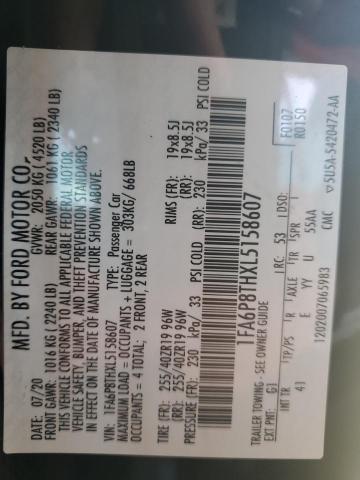 MFD. BY FORD MOTOR CO.
DATE: 07/20 GVWR: 2050 KG ( 4520 LB)
FRONT GAWR: 1016 KG ( 2240 LB) REAR GAWR: 1061 KG ( 2340 LB)
THIS VEHICLE CONFORMS TO ALL APPLICABLE FEDERAL MOTOR
VEHICLE SAFETY, BUMPER, AND THEFT PREVENTION STANDARDS
IN EFFECT ON THE DATE OF MANUFACTURE SHOWN ABOVE.
VIN: 1FA6P8THXL5158607 TYPE: Passenger Car
MAXIMUM LOAD = OCCUPANTS + LUGGAGE = 303KG/ 668LB
OCCUPANTS = 4 TOTAL; 2 FRONT, 2 REAR
TIRE (FR): 255/40ZR19 96W RIMS (FR): 19x8.5J
(RR): 255/40ZR19 96W (RR): 19x8.5J
PRESSURE (FR): 230 kPa/ 33 PSI COLD (RR): 230 kPa/ 33 PSI COLD
1FA6P8THXL5158607
F0107
R0150
TRAILER TOWING - SEE OWNER GUIDE
EXT PNT: G1 RC: 53 DSO:
INT TR TP/PS R AXLE TR SPR
41 E YY U 55AA
1202007065983 CMC
5U5A-5420472-AA